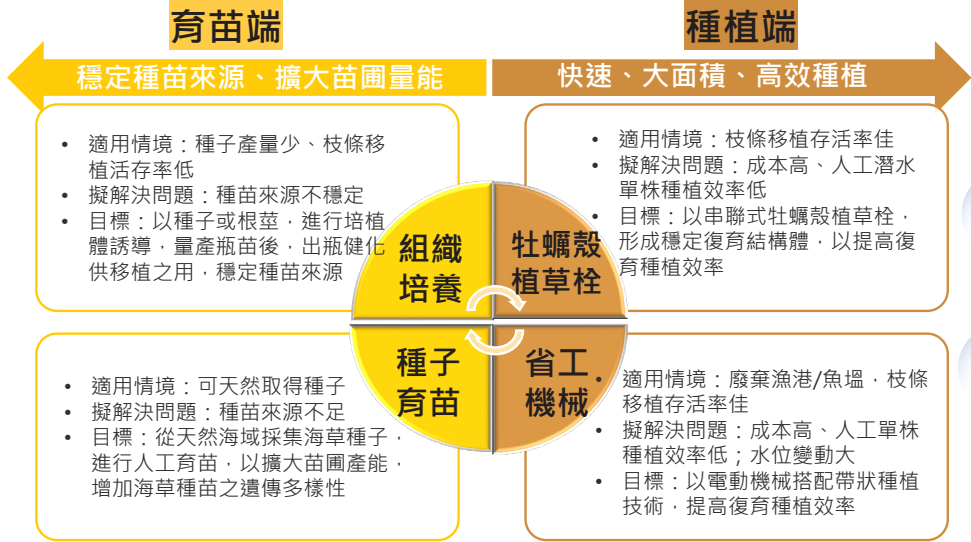 育苗端
種植端
穩定種苗來源、擴大苗圃量能
快速、大面積、高效種植
• 適用情境：種子產量少、枝條移
植活存率低
• 擬解決問題：種苗來源不穩定
• 目標：以種子或根莖，進行培植
體誘導，量產瓶苗後，出瓶健化
供移植之用，穩定種苗來源
• 適用情境：枝條移植存活率佳
• 擬解決問題：成本高、人工潛水
單株種植效率低
• 目標：以串聯式牡蠣殼植草栓，
形成穩定復育結構體，以提高復
育種植效率
組織
培養
牡蠣殼
植草栓
種子
育苗
省工
機械
• 適用情境：可天然取得種子
• 擬解決問題：種苗來源不足
• 目標：從天然海域採集海草種子，
進行人工育苗，以擴大苗圃產能，
增加海草種苗之遺傳多樣性
• 適用情境：廢棄漁港/魚塭，枝條
移植存活率佳
• 擬解決問題：成本高、人工單株
種植效率低；水位變動大
• 目標：以電動機械搭配帶狀種植
技術，提高復育種植效率